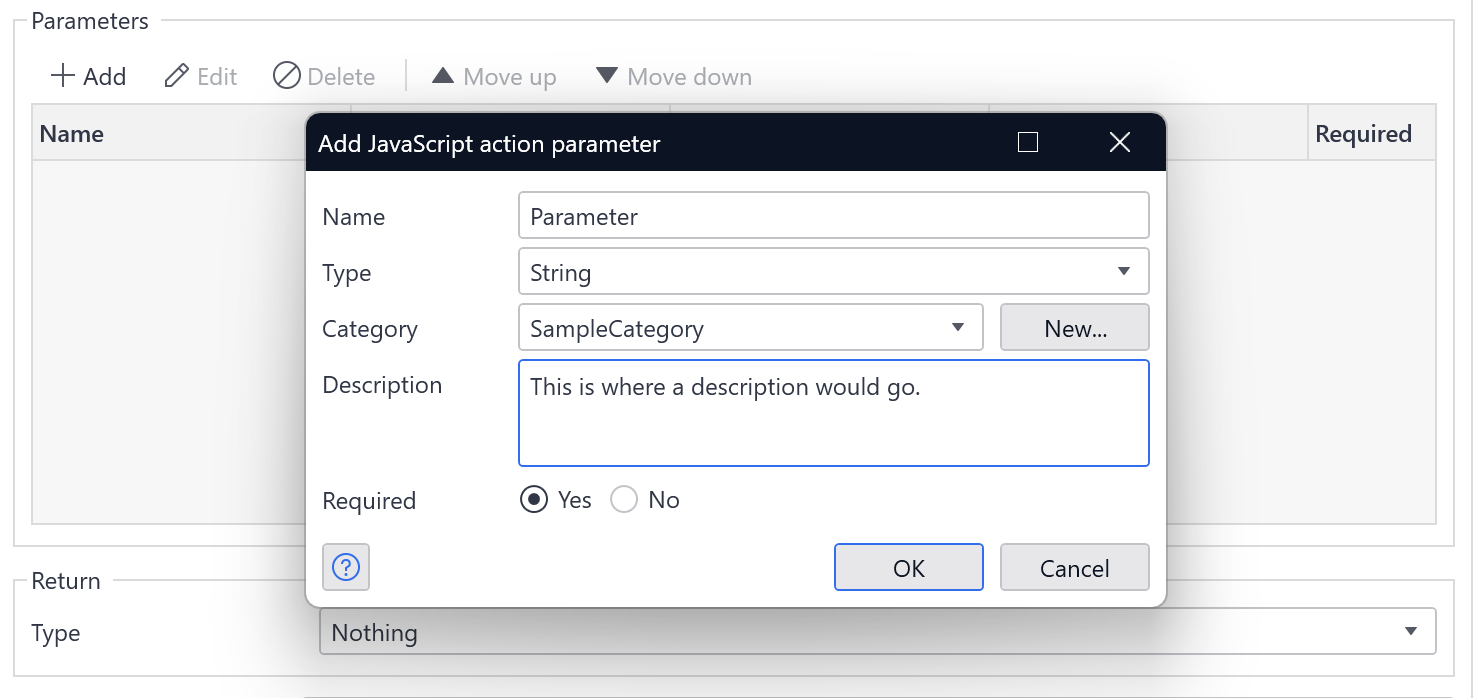 Parameters
Add Edit Delete Move up Move down
Name Required
Add JavaScript action parameter
Name Parameter
Type String
Category SampleCategory New...
Description This is where a description would go.
Required Yes No
? OK Cancel
Return
Type Nothing